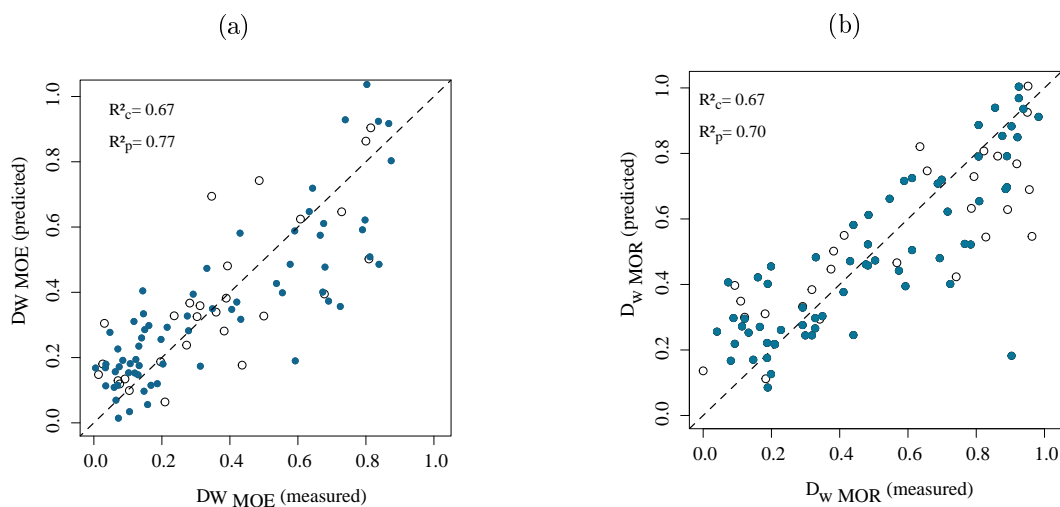 (a)
R²c= 0.67
R²p= 0.77
1.0
0.8
0.6
0.4
0.2
0.0
DW MOE (predicted)
0.0 0.2 0.4 0.6 0.8 1.0
DW MOE (measured)
(b)
R²c= 0.67
R²p= 0.70
1.0
0.8
0.6
0.4
0.2
0.0
Dw MOR (predicted)
0.0 0.2 0.4 0.6 0.8 1.0
Dw MOR (measured)